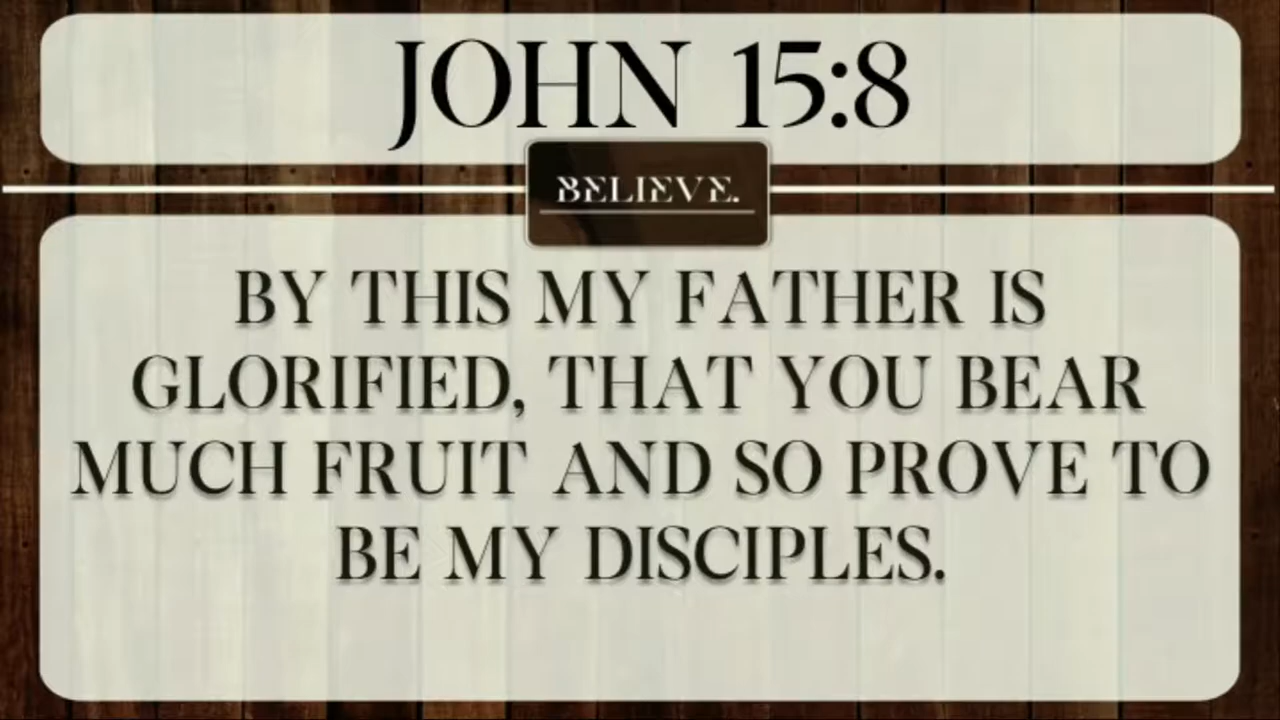 JOHN 15:8
BELIEVE.
BY THIS MY FATHER IS
GLORIFIED, THAT YOU BEAR
MUCH FRUIT AND SO PROVE TO
BE MY DISCIPLES.